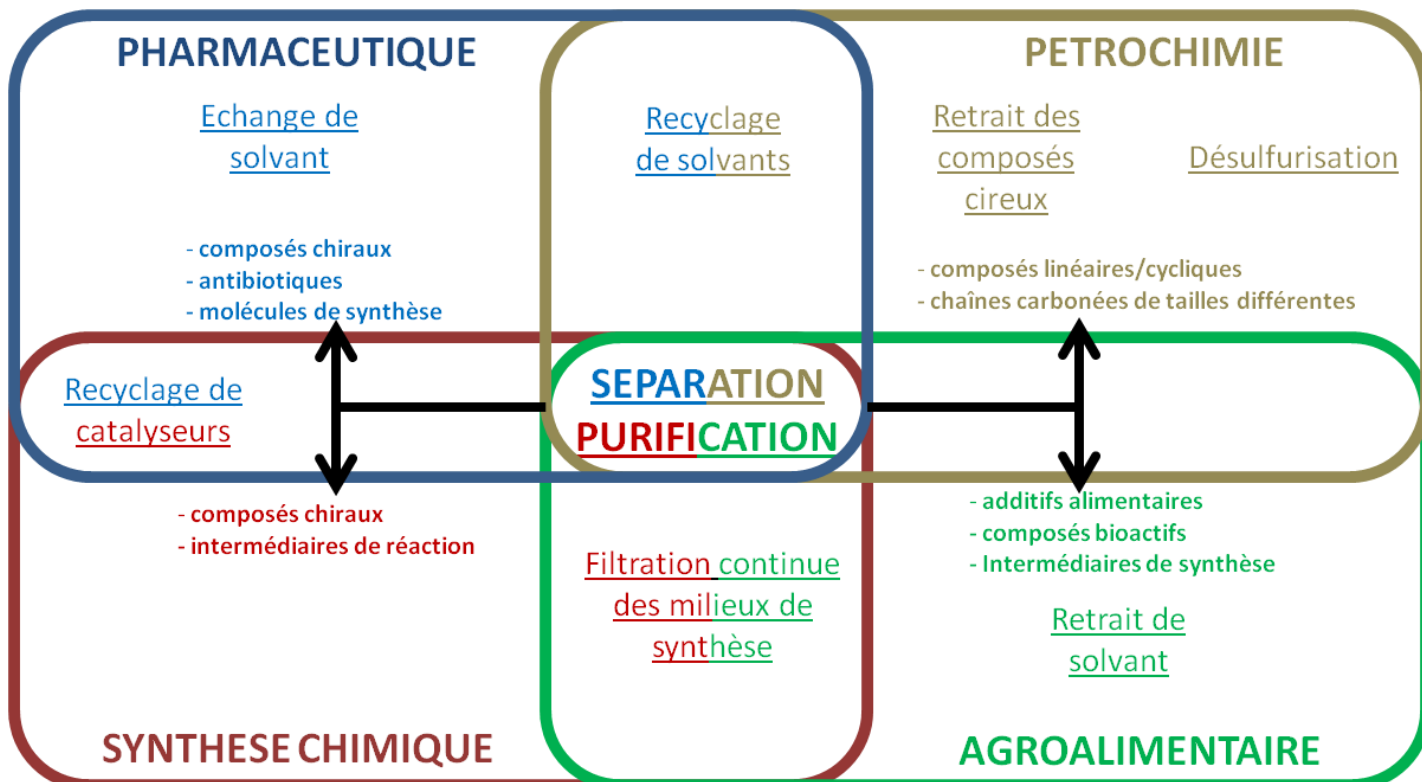 PHARMACEUTIQUE
PETROCHIMIE
Echange de
solvant
Recyclage
de solvants
Retrait des
composés
cireux
Désulfurisation
- composés chiraux
- antibiotiques
- molécules de synthèse
- composés linéaires/cycliques
- chaînes carbonées de tailles différentes
Recyclage de
catalyseurs
SEPARATION
PURIFICATION
- composés chiraux
- intermédiaires de réaction
- additifs alimentaires
- composés bioactifs
- Intermédiaires de synthèse
Filtration continue
des milieux de
synthèse
Retrait de
solvant
SYNTHESE CHIMIQUE
AGROALIMENTAIRE